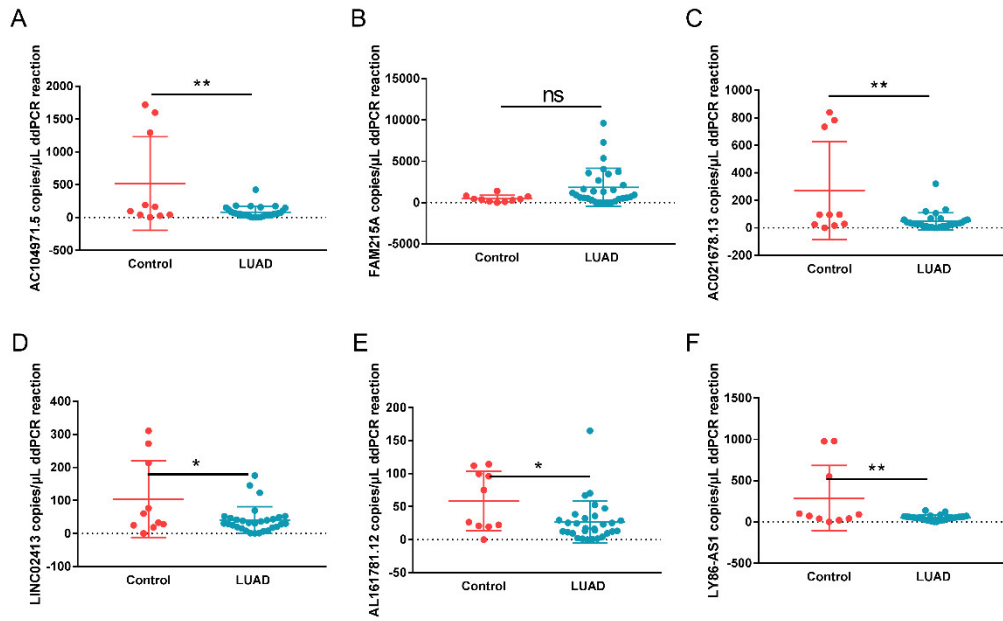 A
AC104971.5 copies/μL ddPCR reaction
2000
1500
1000
500
0
-500
**
Control
LUAD
B
FAM215A copies/μL ddPCR reaction
15000
10000
5000
0
-5000
ns
Control
LUAD
C
AC021678.13 copies/μL ddPCR reaction
1000
800
600
400
200
0
-200
**
Control
LUAD
D
LINC02413 copies/μL ddPCR reaction
400
300
200
100
0
-100
*
Control
LUAD
E
AL161781.12 copies/μL ddPCR reaction
200
150
100
50
0
-50
*
Control
LUAD
F
LY86-AS1 copies/μL ddPCR reaction
1500
1000
500
0
-500
**
Control
LUAD